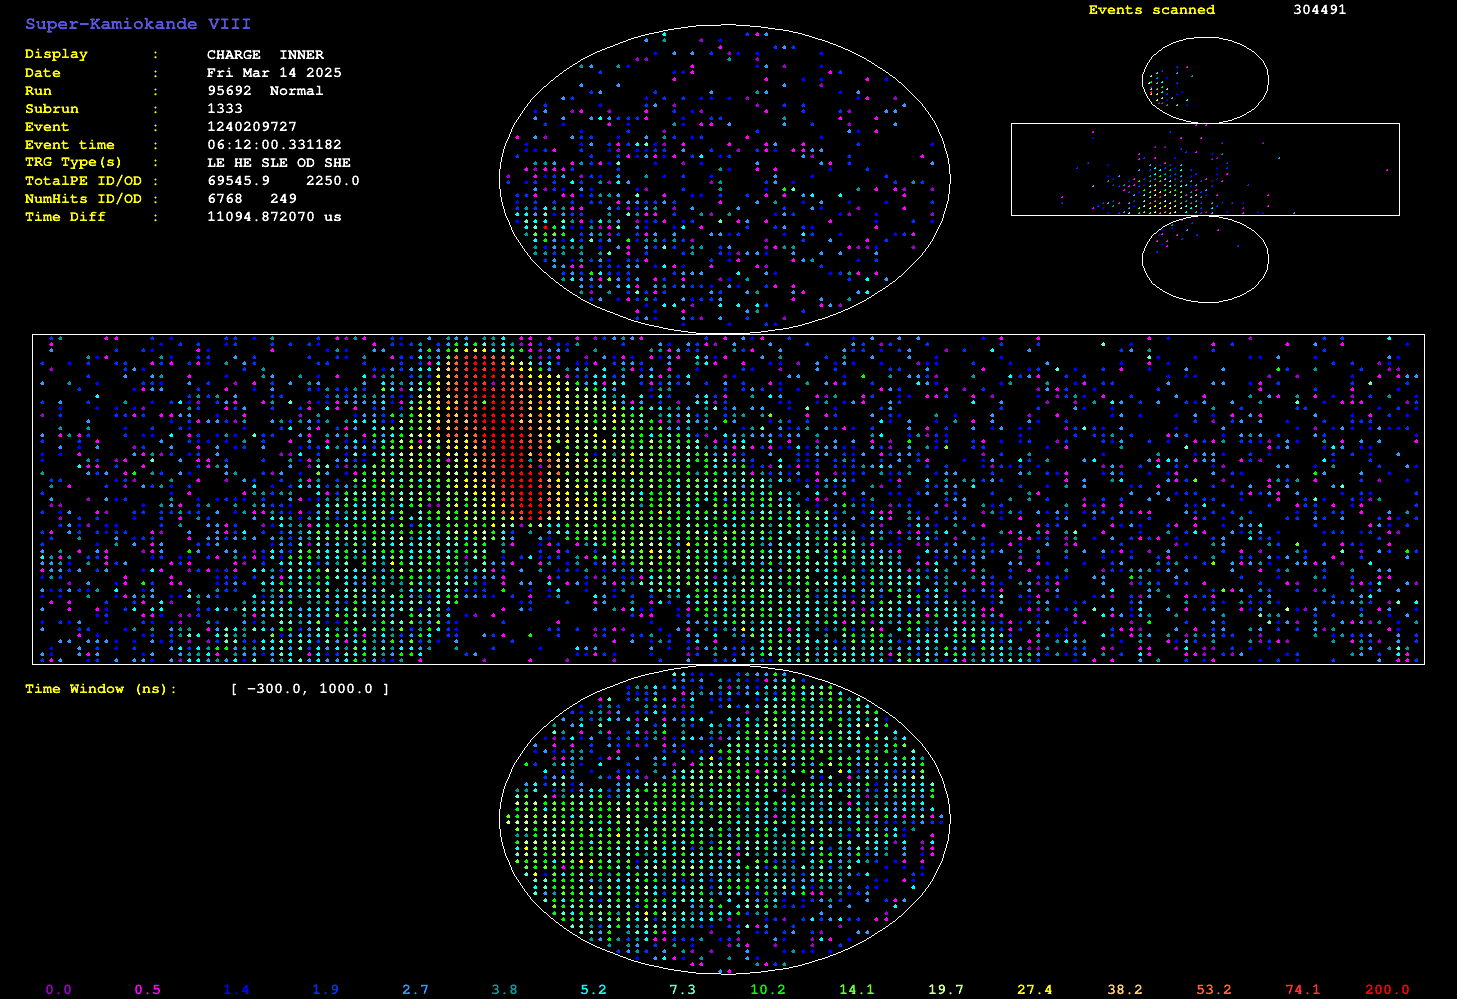 Super-Kamiokande VIII
Display : CHARGE INNER
Date : Fri Mar 14 2025
Run : 95692 Normal
Subrun : 1333
Event : 1240209727
Event time : 06:12:00.331182
TRG Type(s) : LE HE SLE OD SHE
TotalPE ID/OD : 69545.9 2250.0
NumHits ID/OD : 6768 249
Time Diff : 11094.872070 us
Events scanned 304491
Time Window (ns): [ -300.0, 1000.0 ]
0.0 0.5 1.4 1.9 2.7 3.8 5.2 7.3 10.2 14.1 19.7 27.4 38.2 53.2 74.1 200.0